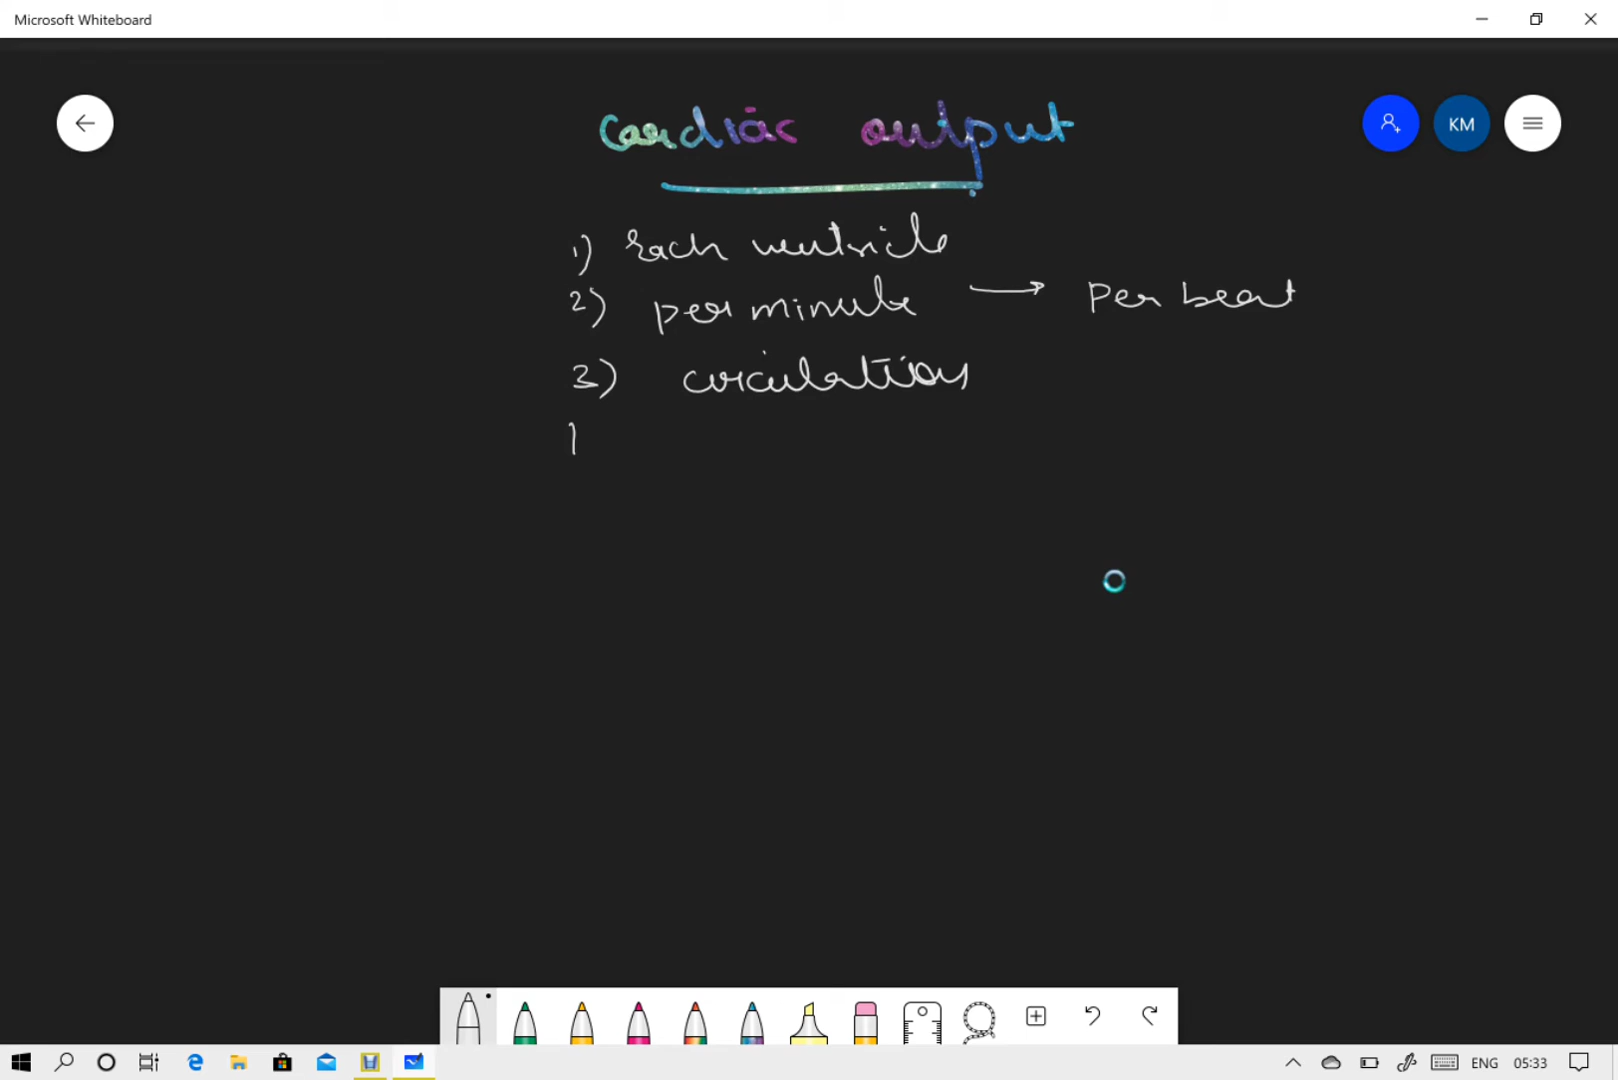 Microsoft Whiteboard
cardiac output
KM
1) Each ventricle
2) per minute → Per beat
3) circulation
ENG 05:33